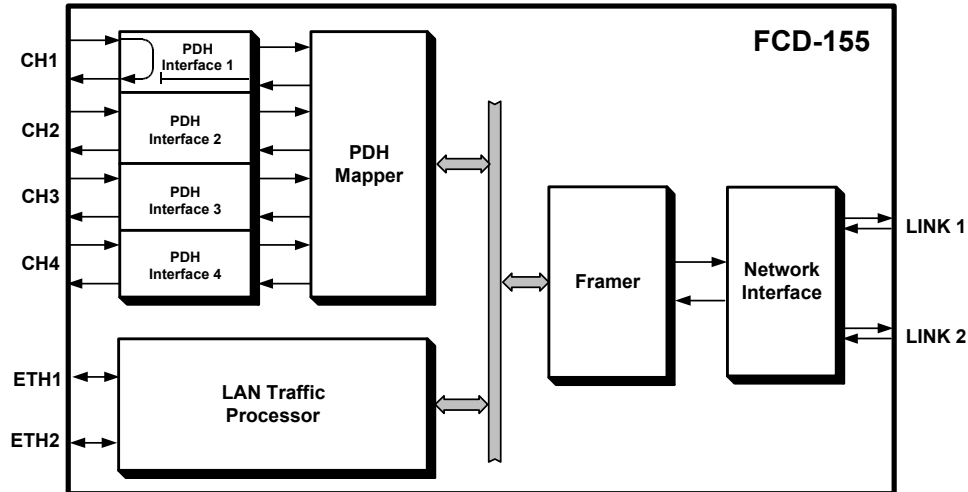 FCD-155
CH1
PDH
Interface 1
CH2
PDH
Interface 2
CH3
PDH
Interface 3
CH4
PDH
Interface 4
PDH
Mapper
Framer
Network
Interface
LINK 1
LINK 2
ETH1
ETH2
LAN Traffic
Processor